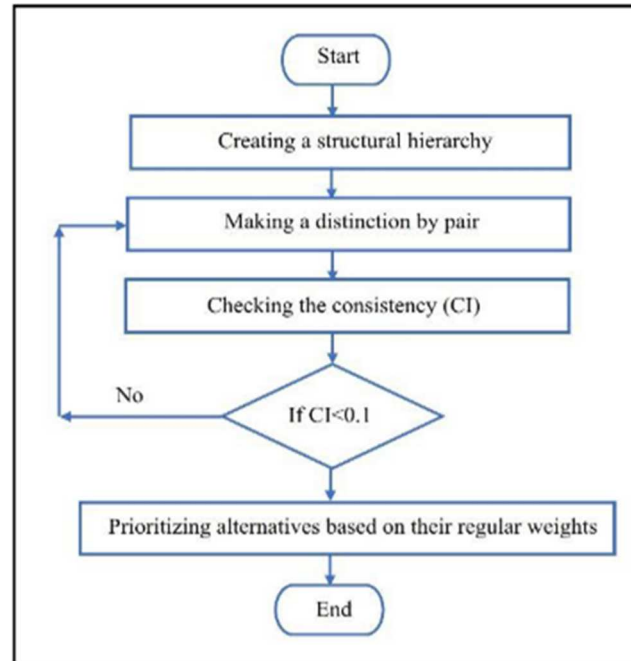 Start
Creating a structural hierarchy
Making a distinction by pair
Checking the consistency (CI)
No
If CI<0.1
Prioritizing alternatives based on their regular weights
End